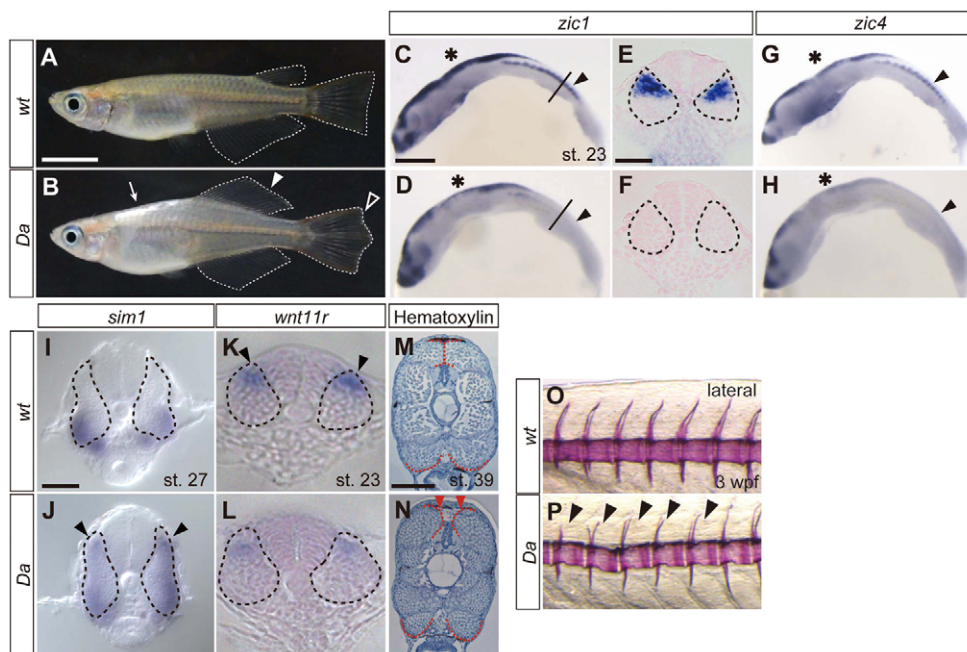 zic1
zic4
wt
A
C
E
G
*
*
st. 23
Da
B
D
F
H
*
*
sim1
wnt11r
Hematoxylin
wt
I
K
M
st. 27
st. 23
st. 39
Da
J
L
N
wt
O
lateral
3 wpf
Da
P